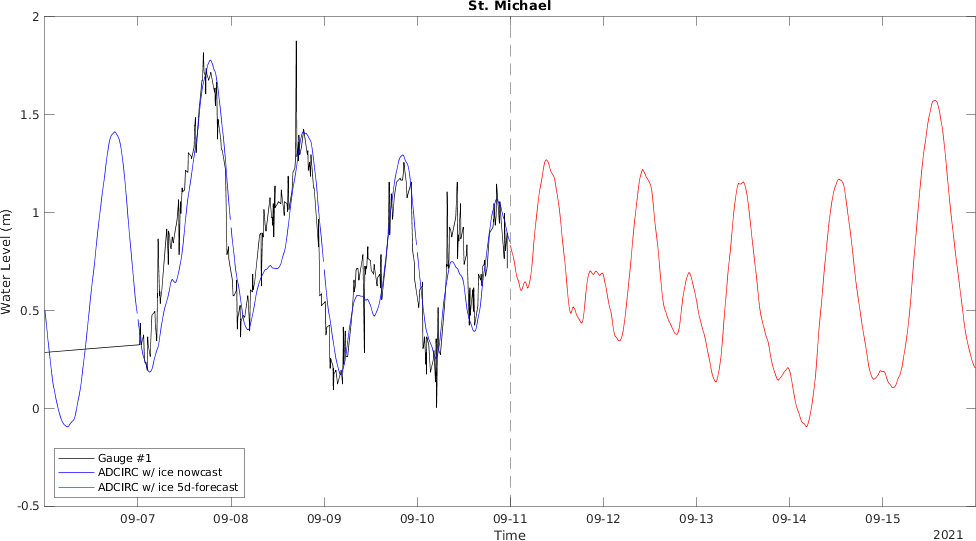 St. Michael
Water Level (m)
2
1.5
1
0.5
0
-0.5
Gauge #1
ADCIRC w/ ice nowcast
ADCIRC w/ ice 5d-forecast
09-07 09-08 09-09 09-10 09-11 09-12 09-13 09-14 09-15
Time
2021